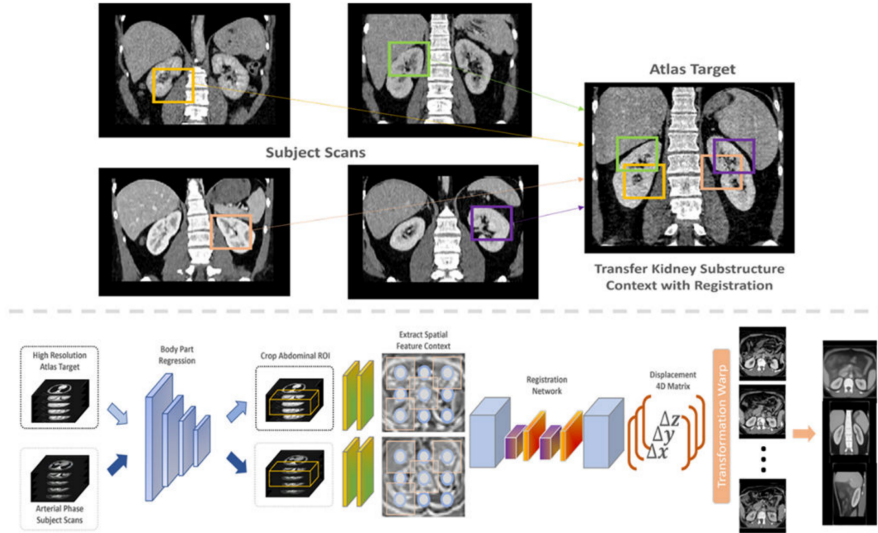 Atlas Target
Subject Scans
Transfer Kidney Substructure
Context with Registration
High Resolution
Atlas Target
Body Part
Regression
Crop Abdominal ROI
Extract Spatial
Feature Context
Registration
Network
Displacement
4D Matrix
Δz
Δy
Δx
Transformation Warp
Arterial Phase
Subject Scans